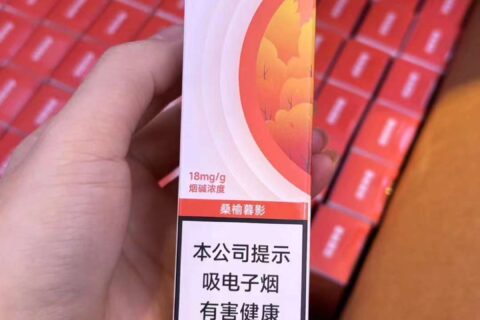 18mg/g
烟碱浓度
桑榆暮影
本公司提示
吸电子烟
有害健康